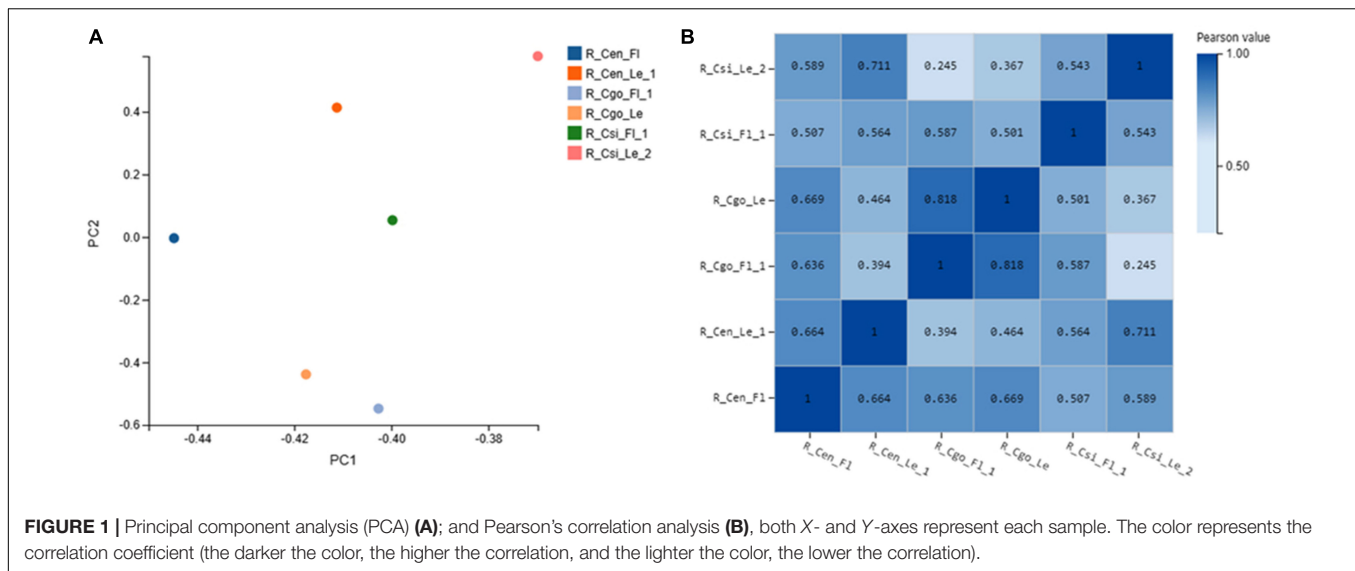 A
0.4
0.2
0.0
-0.2
-0.4
-0.6
PC2
-0.44 -0.42 -0.40 -0.38
PC1
R_Cen_Fl
R_Cen_Le_1
R_Cgo_Fl_1
R_Cgo_Le
R_Csi_Fl_1
R_Csi_Le_2
B
R_Csi_Le_2 0.589 0.711 0.245 0.367 0.543 1
R_Csi_Fl_1 0.507 0.564 0.587 0.501 1 0.543
R_Cgo_Le 0.669 0.464 0.818 1 0.501 0.367
R_Cgo_Fl_1 0.636 0.394 1 0.818 0.587 0.245
R_Cen_Le_1 0.664 1 0.394 0.464 0.564 0.711
R_Cen_Fl 1 0.664 0.636 0.669 0.507 0.589
R_Cen_Fl R_Cen_Le_1 R_Cgo_Fl_1 R_Cgo_Le R_Csi_Fl_1 R_Csi_Le_2
Pearson value
1.00
0.50
FIGURE 1 | Principal component analysis (PCA) (A); and Pearson's correlation analysis (B), both X- and Y-axes represent each sample. The color represents the
correlation coefficient (the darker the color, the higher the correlation, and the lighter the color, the lower the correlation).